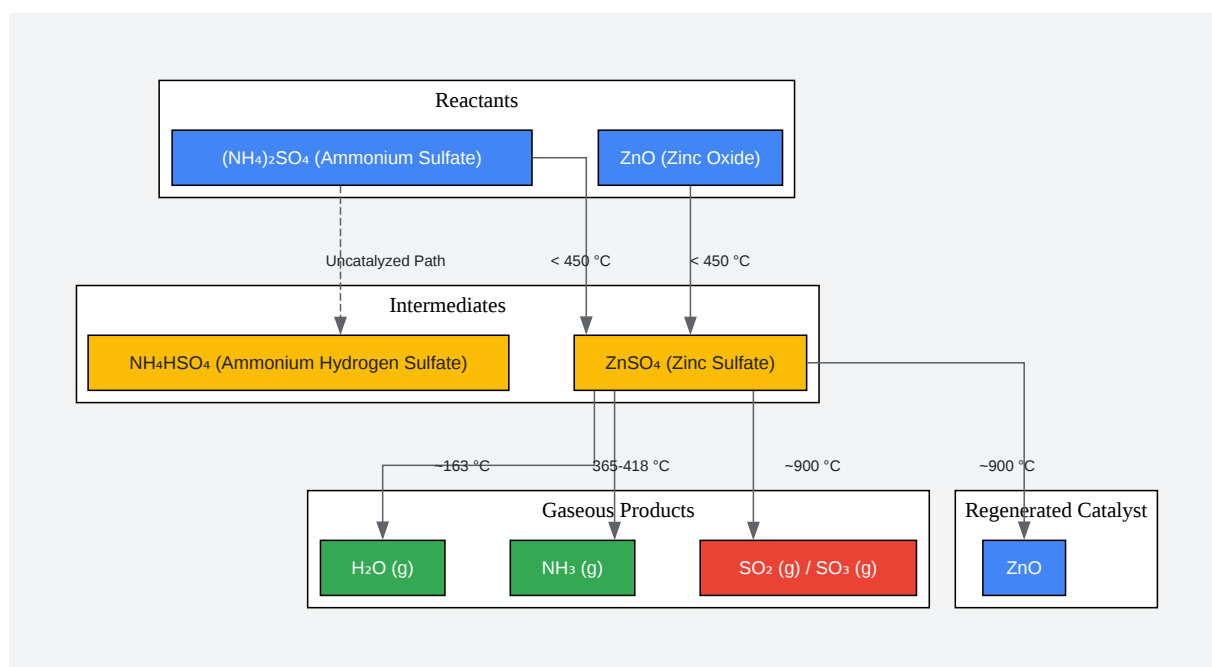 Reactants
(NH₄)₂SO₄ (Ammonium Sulfate)
ZnO (Zinc Oxide)
Uncatalyzed Path
< 450 °C
< 450 °C
Intermediates
NH₄HSO₄ (Ammonium Hydrogen Sulfate)
ZnSO₄ (Zinc Sulfate)
~163 °C
365-418 °C
~900 °C
~900 °C
Gaseous Products
Regenerated Catalyst
H₂O (g)
NH₃ (g)
SO₂ (g) / SO₃ (g)
ZnO